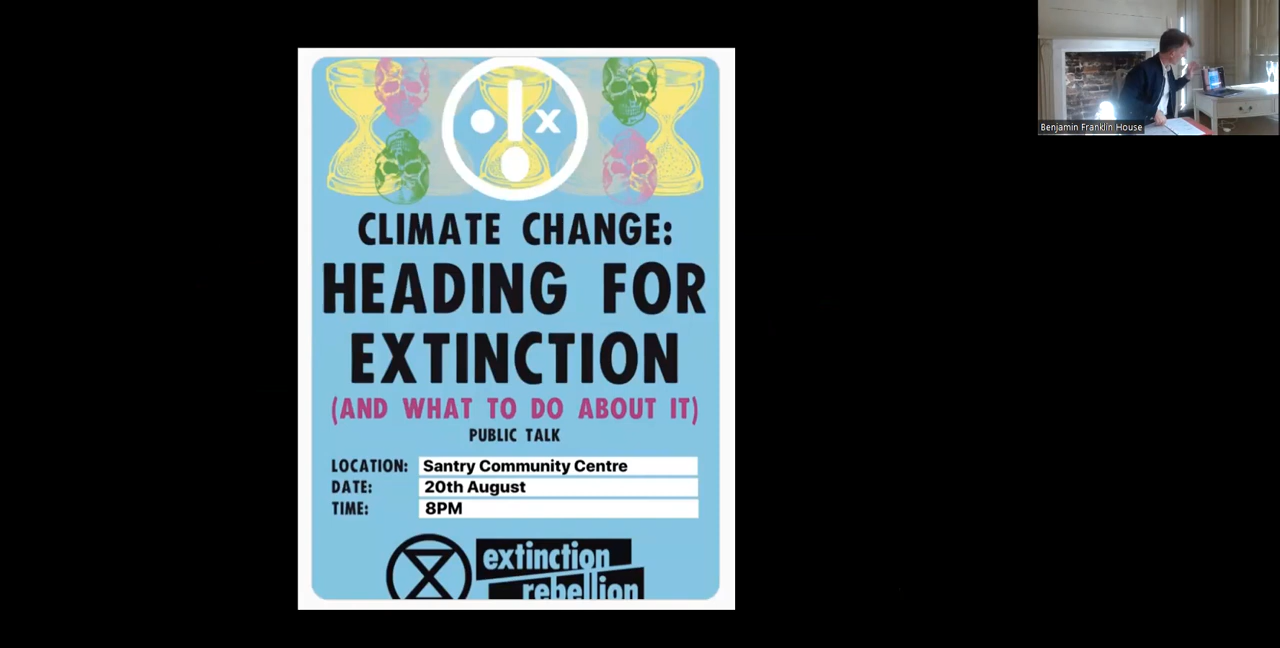 Benjamin Franklin House
CLIMATE CHANGE:
HEADING FOR
EXTINCTION
(AND WHAT TO DO ABOUT IT)
PUBLIC TALK
LOCATION: Santry Community Centre
DATE: 20th August
TIME: 8PM
extinction
rebellion